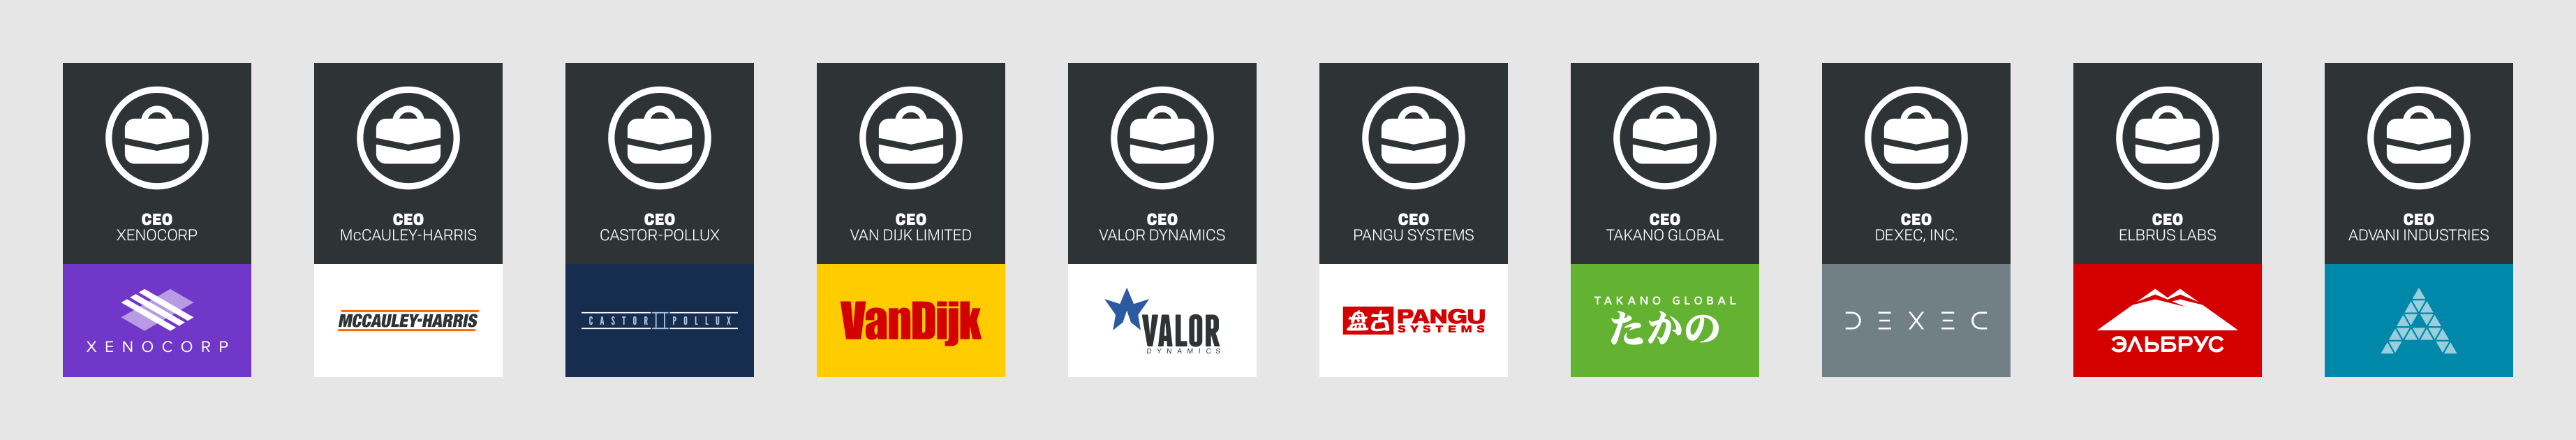 CEO
XENOCORP
XENOCORP
CEO
McCAULEY-HARRIS
MCCAULEY-HARRIS
CEO
CASTOR-POLLUX
CASTOR POLLUX
CEO
VAN DIJK LIMITED
VanDijk
CEO
VALOR DYNAMICS
VALOR
DYNAMICS
CEO
PANGU SYSTEMS
盘古 PANGU
SYSTEMS
CEO
TAKANO GLOBAL
TAKANO GLOBAL
たかの
CEO
DEXEC, INC.
DEXEC
CEO
ELBRUS LABS
ЭЛЬБРУС
CEO
ADVANI INDUSTRIES